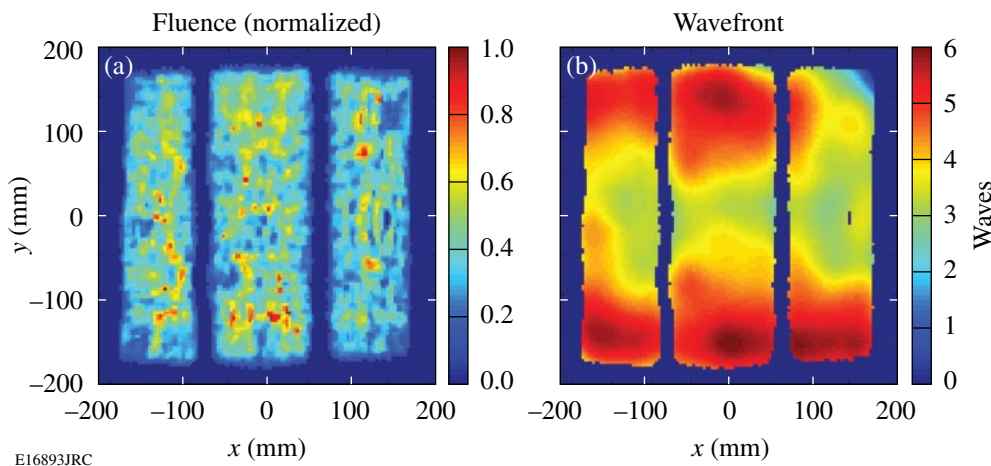 Fluence (normalized)
Wavefront
200
(a)
1.0
(b)
6
100
0.8
5
0.6
4
y (mm)
0
3
Waves
0.4
2
−100
0.2
1
−200
0.0
0
−200 −100 0 100 200
−200 −100 0 100 200
x (mm)
x (mm)
E16893JRC